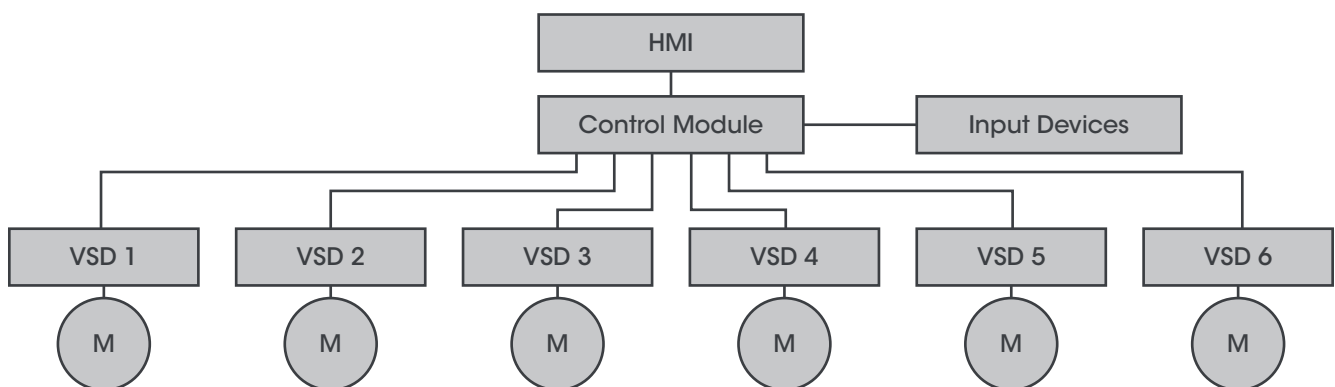 HMI
Control Module
Input Devices
VSD 1
VSD 2
VSD 3
VSD 4
VSD 5
VSD 6
M
M
M
M
M
M